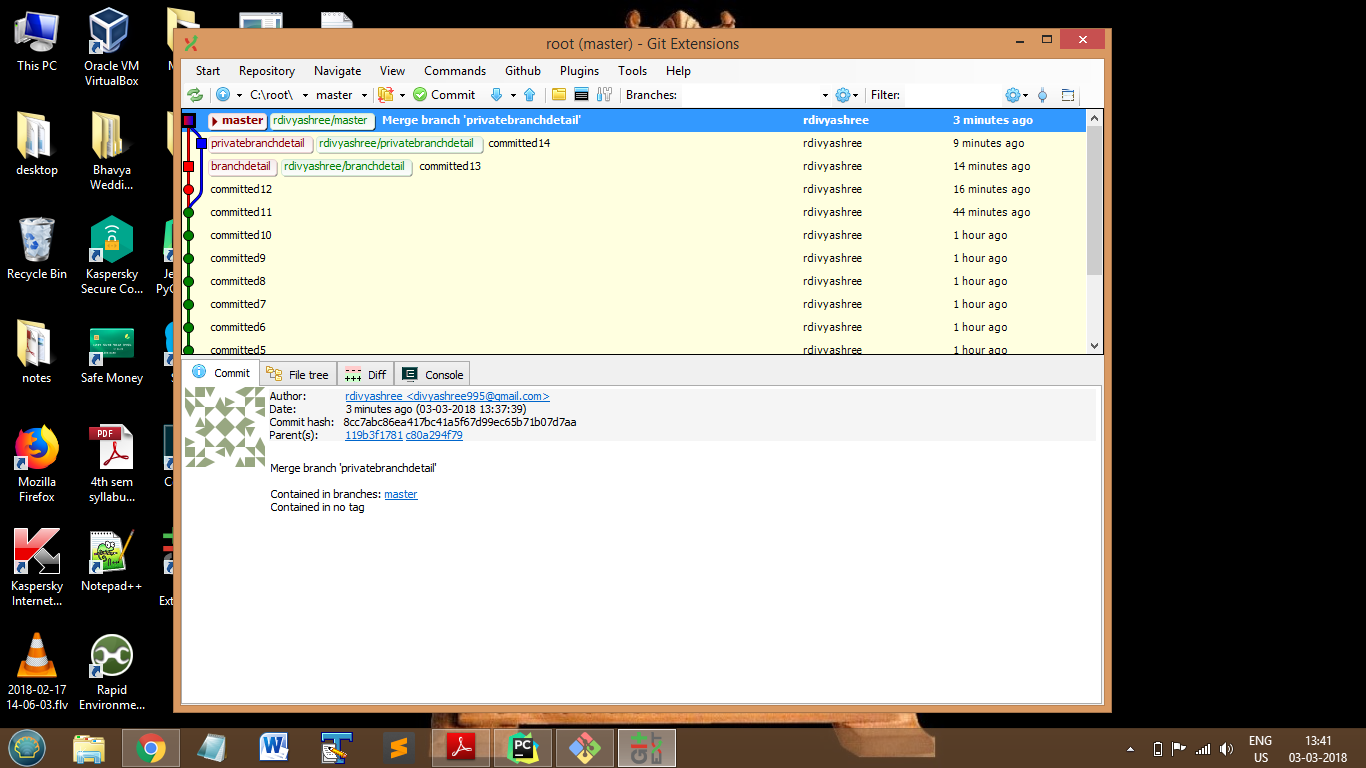 root (master) - Git Extensions
This PC
Oracle VM
VirtualBox
Start Repository Navigate View Commands Github Plugins Tools Help
C:\root\ master Commit Branches: Filter:
master rdivyashree/master Merge branch 'privatebranchdetail' rdivyashree 3 minutes ago
privatebranchdetail rdivyashree/privatebranchdetail committed14 rdivyashree 9 minutes ago
branchdetail rdivyashree/branchdetail committed13 rdivyashree 14 minutes ago
committed12 rdivyashree 16 minutes ago
committed11 rdivyashree 44 minutes ago
committed10 rdivyashree 1 hour ago
committed9 rdivyashree 1 hour ago
committed8 rdivyashree 1 hour ago
committed7 rdivyashree 1 hour ago
committed6 rdivyashree 1 hour ago
committed5 rdivyashree 1 hour ago
desktop
Bhavya
Weddi...
Recycle Bin
Kaspersky
Secure Co...
notes
Safe Money
Commit File tree Diff Console
Author: rdivyashree <divyashree995@gmail.com>
Date: 3 minutes ago (03-03-2018 13:37:39)
Commit hash: 8cc7abc86ea417bc41a5f67d99ec65b71b07d7aa
Parent(s): 119b3f1781 c80a294f79
Merge branch 'privatebranchdetail'
Contained in branches: master
Contained in no tag
Mozilla
Firefox
PDF
4th sem
syllabu...
Kaspersky
Internet...
Notepad++
2018-02-17
14-06-03.flv
Rapid
Environme...
PC
ENG
US
13:41
03-03-2018